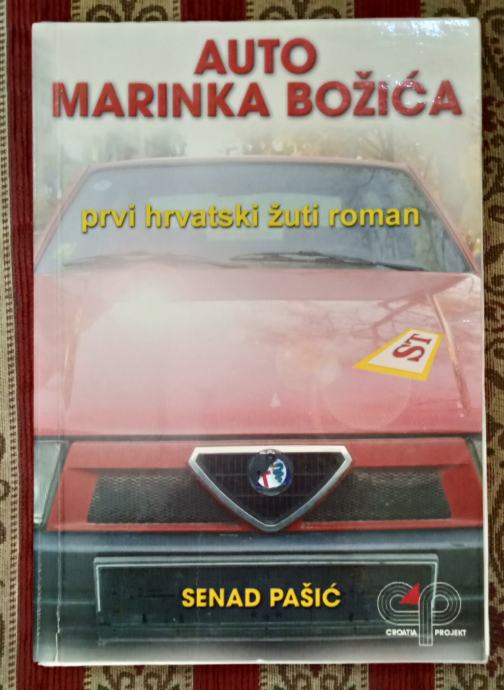 AUTO
MARINKA BOŽIĆA
prvi hrvatski žuti roman
ST
SENAD PAŠIĆ
CROATIA PROJEKT